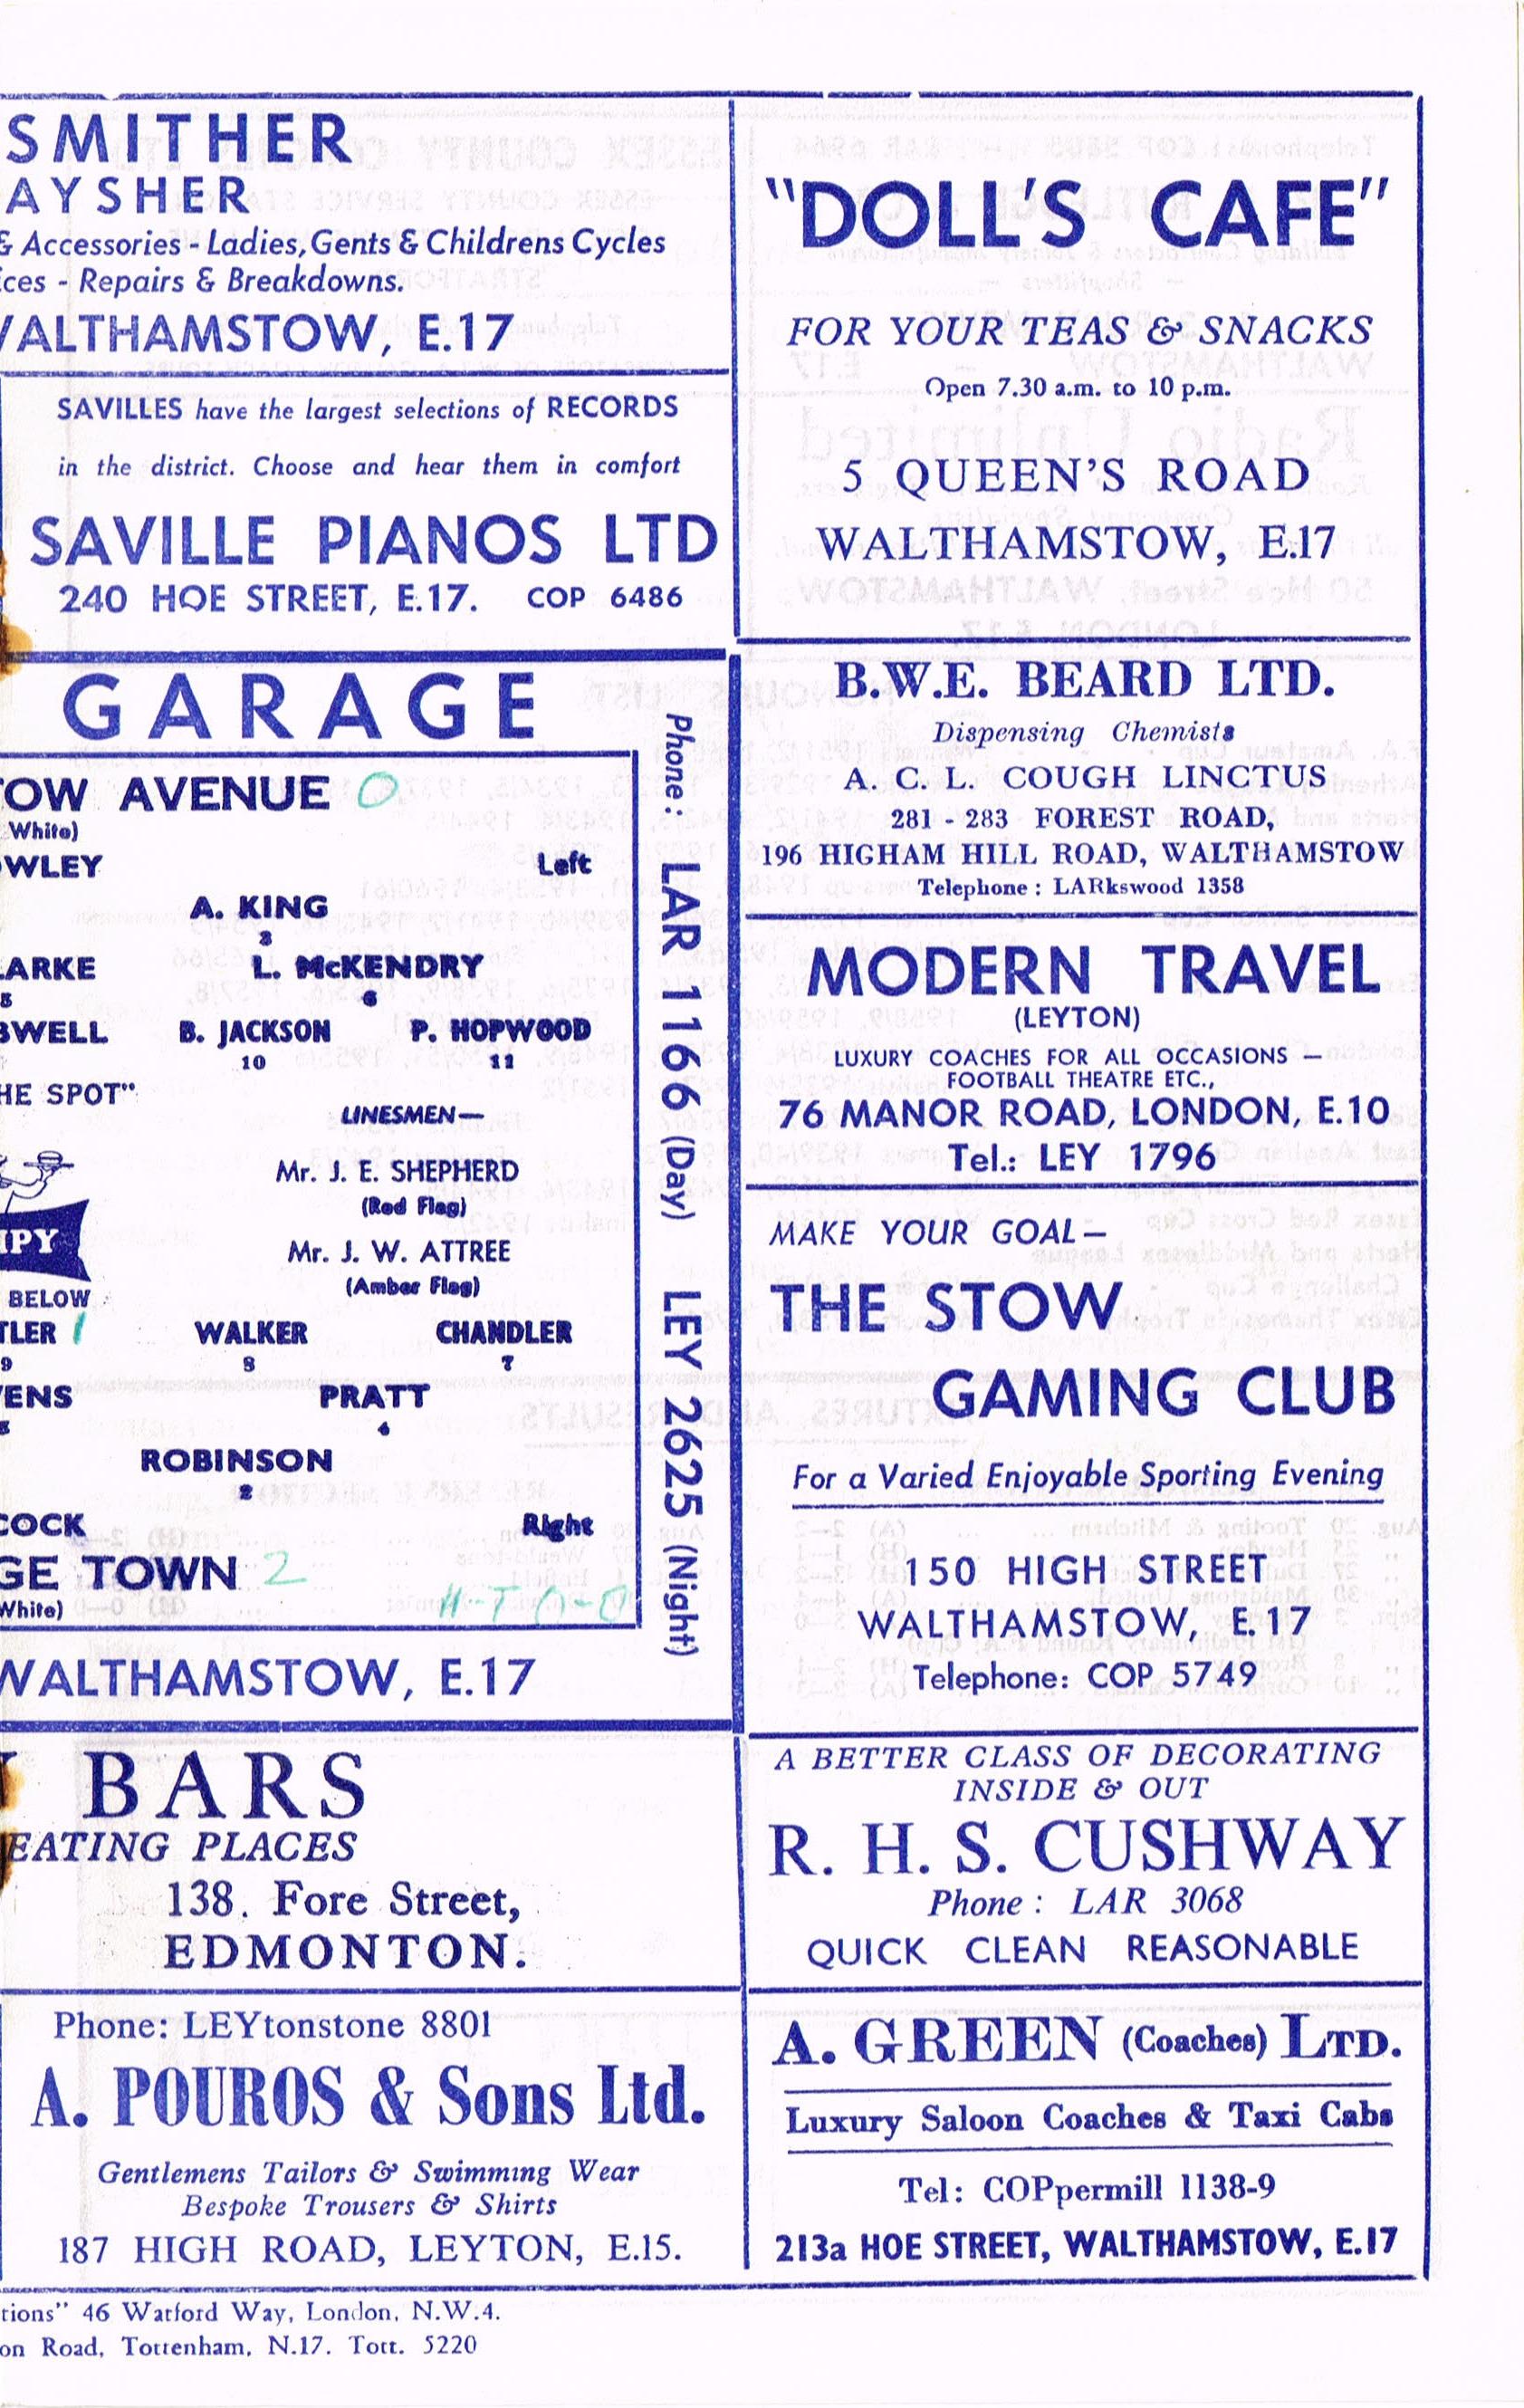 SMITHER
AYSHER
& Accessories - Ladies, Gents & Childrens Cycles
ces - Repairs & Breakdowns.
WALTHAMSTOW, E.17
SAVILLES have the largest selections of RECORDS
in the district. Choose and hear them in comfort
SAVILLE PIANOS LTD
240 HOE STREET, E.17. COP 6486
GARAGE
OW AVENUE 0
White)
OWLEY Left
A. KING
3
ARKE L. McKENDRY
5 6
SWELL B. JACKSON P. HOPWOOD
10 11
HE SPOT"
LINESMEN—
Mr. J. E. SHEPHERD
(Red Flag)
PY
Mr. J. W. ATTREE
(Amber Flag)
BELOW
TLER 1 WALKER CHANDLER
9 8 7
ENS PRATT
4
ROBINSON
2
COCK Right
GE TOWN 2
White) H-T 0-0
Phone: LAR 1166 (Day) LEY 2625 (Night)
WALTHAMSTOW, E.17
BARS
EATING PLACES
138. Fore Street,
EDMONTON.
Phone: LEYtonstone 8801
A. POUROS & Sons Ltd.
Gentlemens Tailors & Swimming Wear
Bespoke Trousers & Shirts
187 HIGH ROAD, LEYTON, E.15.
"DOLL'S CAFE"
FOR YOUR TEAS & SNACKS
Open 7.30 a.m. to 10 p.m.
5 QUEEN'S ROAD
WALTHAMSTOW, E.17
B.W.E. BEARD LTD.
Dispensing Chemists
A. C. L. COUGH LINCTUS
281 - 283 FOREST ROAD,
196 HIGHAM HILL ROAD, WALTHAMSTOW
Telephone : LARkswood 1358
MODERN TRAVEL
(LEYTON)
LUXURY COACHES FOR ALL OCCASIONS —
FOOTBALL THEATRE ETC.,
76 MANOR ROAD, LONDON, E.10
Tel.: LEY 1796
MAKE YOUR GOAL—
THE STOW
GAMING CLUB
For a Varied Enjoyable Sporting Evening
150 HIGH STREET
WALTHAMSTOW, E.17
Telephone: COP 5749
A BETTER CLASS OF DECORATING
INSIDE & OUT
R. H. S. CUSHWAY
Phone : LAR 3068
QUICK CLEAN REASONABLE
A. GREEN (Coaches) LTD.
Luxury Saloon Coaches & Taxi Cabs
Tel: COPpermill 1138-9
213a HOE STREET, WALTHAMSTOW, E.17
tions" 46 Watford Way, London, N.W.4.
on Road, Tottenham, N.17. Tott. 5220